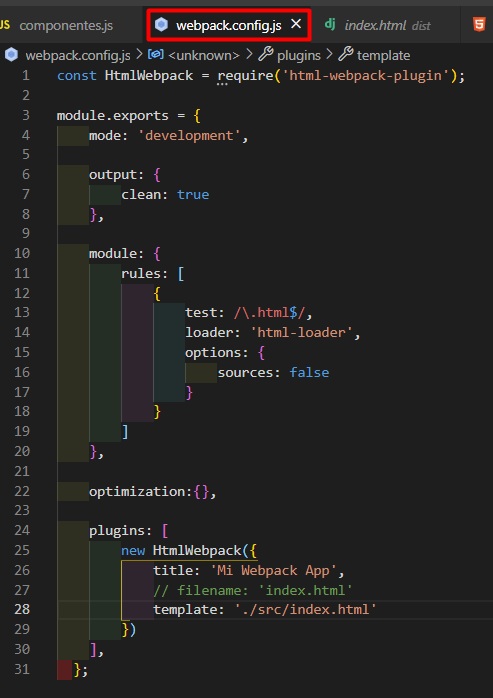 componentes.js webpack.config.js index.html dist
webpack.config.js > <unknown> > plugins > template
1 const HtmlWebpack = require('html-webpack-plugin');
2
3 module.exports = {
4 mode: 'development',
5
6 output: {
7 clean: true
8 },
9
10 module: {
11 rules: [
12 {
13 test: /\.html$/,
14 loader: 'html-loader',
15 options: {
16 sources: false
17 }
18 }
19 ]
20 },
21
22 optimization:{},
23
24 plugins: [
25 new HtmlWebpack({
26 title: 'Mi Webpack App',
27 // filename: 'index.html'
28 template: './src/index.html'
29 })
30 ],
31 };